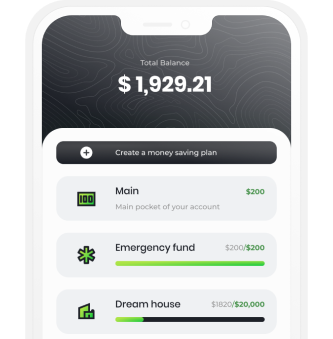 Total Balance
$ 1,929.21
Create a money saving plan
Main
$200
Main pocket of your account
Emergency fund
$200/$200
Dream house
$1820/$20,000